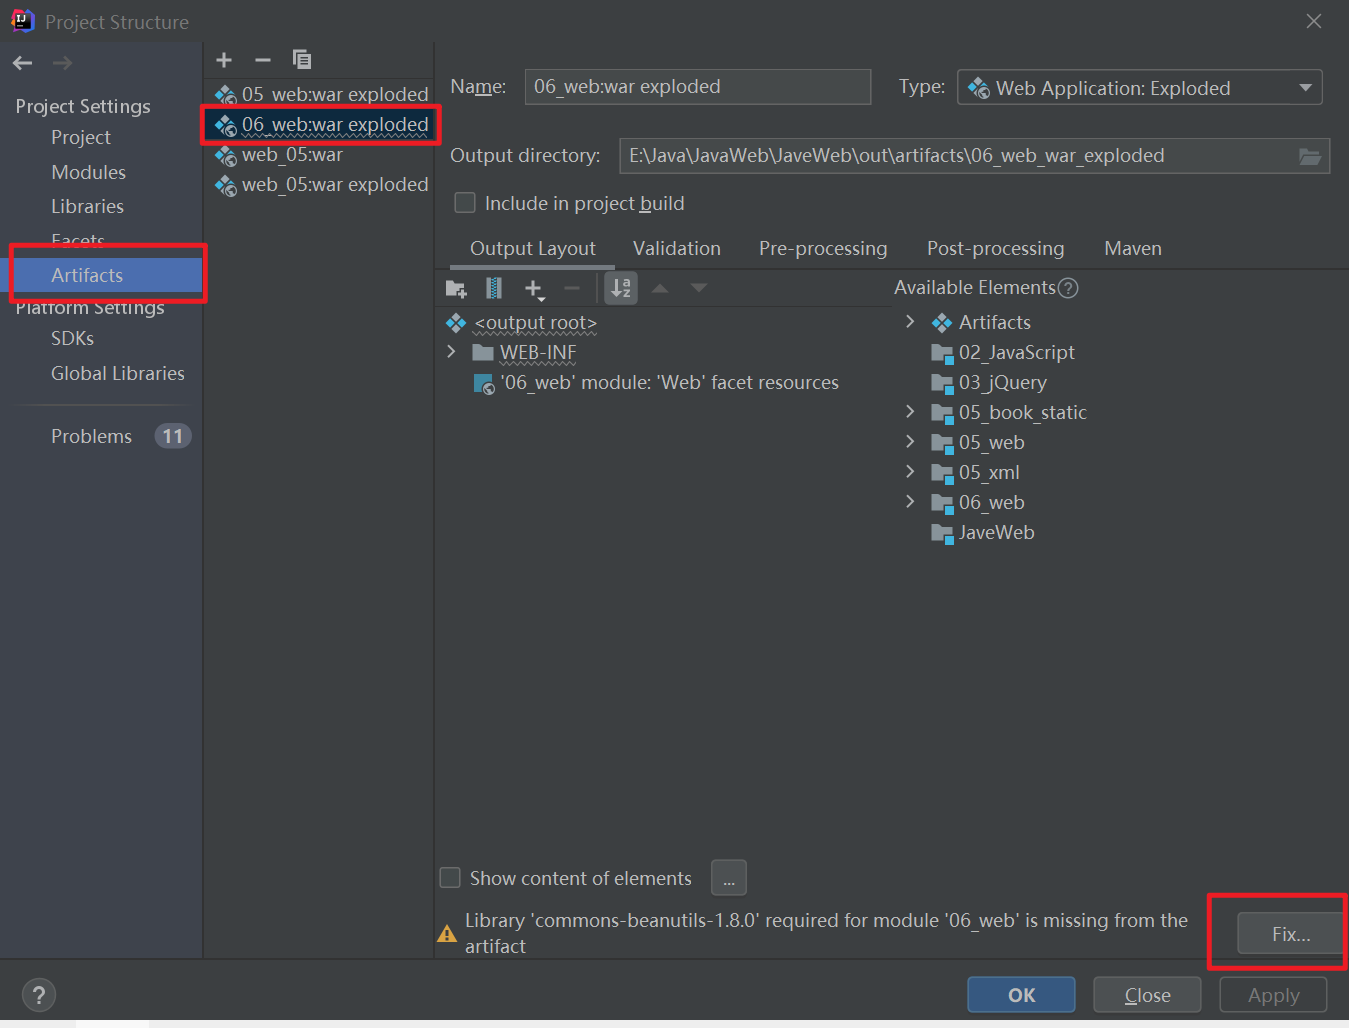 Project Structure
Project Settings
Project
Modules
Libraries
Facets
Artifacts
Platform Settings
SDKs
Global Libraries
Problems 11
05_web:war exploded
06_web:war exploded
web_05:war
web_05:war exploded
Name: 06_web:war exploded Type: Web Application: Exploded
Output directory: E:\Java\JavaWeb\JaveWeb\out\artifacts\06_web_war_exploded
Include in project build
Output Layout Validation Pre-processing Post-processing Maven
<output root>
WEB-INF
'06_web' module: 'Web' facet resources
Available Elements ?
Artifacts
02_JavaScript
03_jQuery
05_book_static
05_web
05_xml
06_web
JaveWeb
Show content of elements ...
Library 'commons-beanutils-1.8.0' required for module '06_web' is missing from the
artifact
Fix...
? OK Close Apply